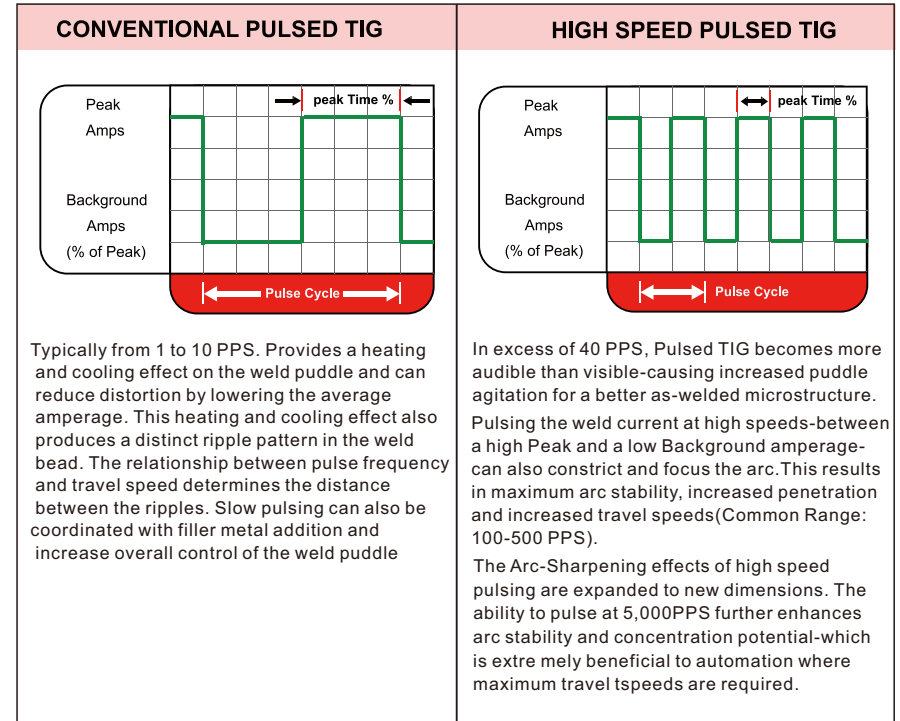 CONVENTIONAL PULSED TIG
Peak
Amps
Background
Amps
(% of Peak)
peak Time %
Pulse Cycle
Typically from 1 to 10 PPS. Provides a heating
and cooling effect on the weld puddle and can
reduce distortion by lowering the average
amperage. This heating and cooling effect also
produces a distinct ripple pattern in the weld
bead. The relationship between pulse frequency
and travel speed determines the distance
between the ripples. Slow pulsing can also be
coordinated with filler metal addition and
increase overall control of the weld puddle
HIGH SPEED PULSED TIG
Peak
Amps
Background
Amps
(% of Peak)
peak Time %
Pulse Cycle
In excess of 40 PPS, Pulsed TIG becomes more
audible than visible-causing increased puddle
agitation for a better as-welded microstructure.
Pulsing the weld current at high speeds-between
a high Peak and a low Background amperage-
can also constrict and focus the arc.This results
in maximum arc stability, increased penetration
and increased travel speeds(Common Range:
100-500 PPS).
The Arc-Sharpening effects of high speed
pulsing are expanded to new dimensions. The
ability to pulse at 5,000PPS further enhances
arc stability and concentration potential-which
is extre mely beneficial to automation where
maximum travel tspeeds are required.